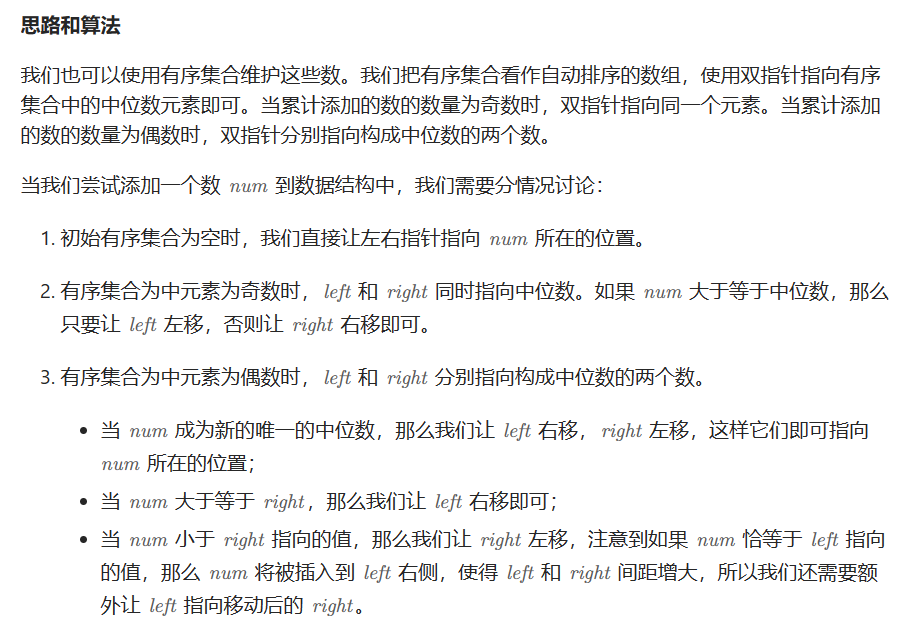 思路和算法
我们也可以使用有序集合维护这些数。我们把有序集合看作自动排序的数组，使用双指针指向有序
集合中的中位数元素即可。当累计添加的数的数量为奇数时，双指针指向同一个元素。当累计添加
的数的数量为偶数时，双指针分别指向构成中位数的两个数。
当我们尝试添加一个数 num 到数据结构中，我们需要分情况讨论：
1. 初始有序集合为空时，我们直接让左右指针指向 num 所在的位置。
2. 有序集合为中元素为奇数时， left 和 right 同时指向中位数。如果 num 大于等于中位数，那么
只要让 left 左移，否则让 right 右移即可。
3. 有序集合为中元素为偶数时， left 和 right 分别指向构成中位数的两个数。
• 当 num 成为新的唯一的中位数，那么我们让 left 右移， right 左移，这样它们即可指向
num 所在的位置；
• 当 num 大于等于 right，那么我们让 left 右移即可；
• 当 num 小于 right 指向的值，那么我们让 right 左移，注意到如果 num 恰等于 left 指向
的值，那么 num 将被插入到 left 右侧，使得 left 和 right 间距增大，所以我们还需要额
外让 left 指向移动后的 right。